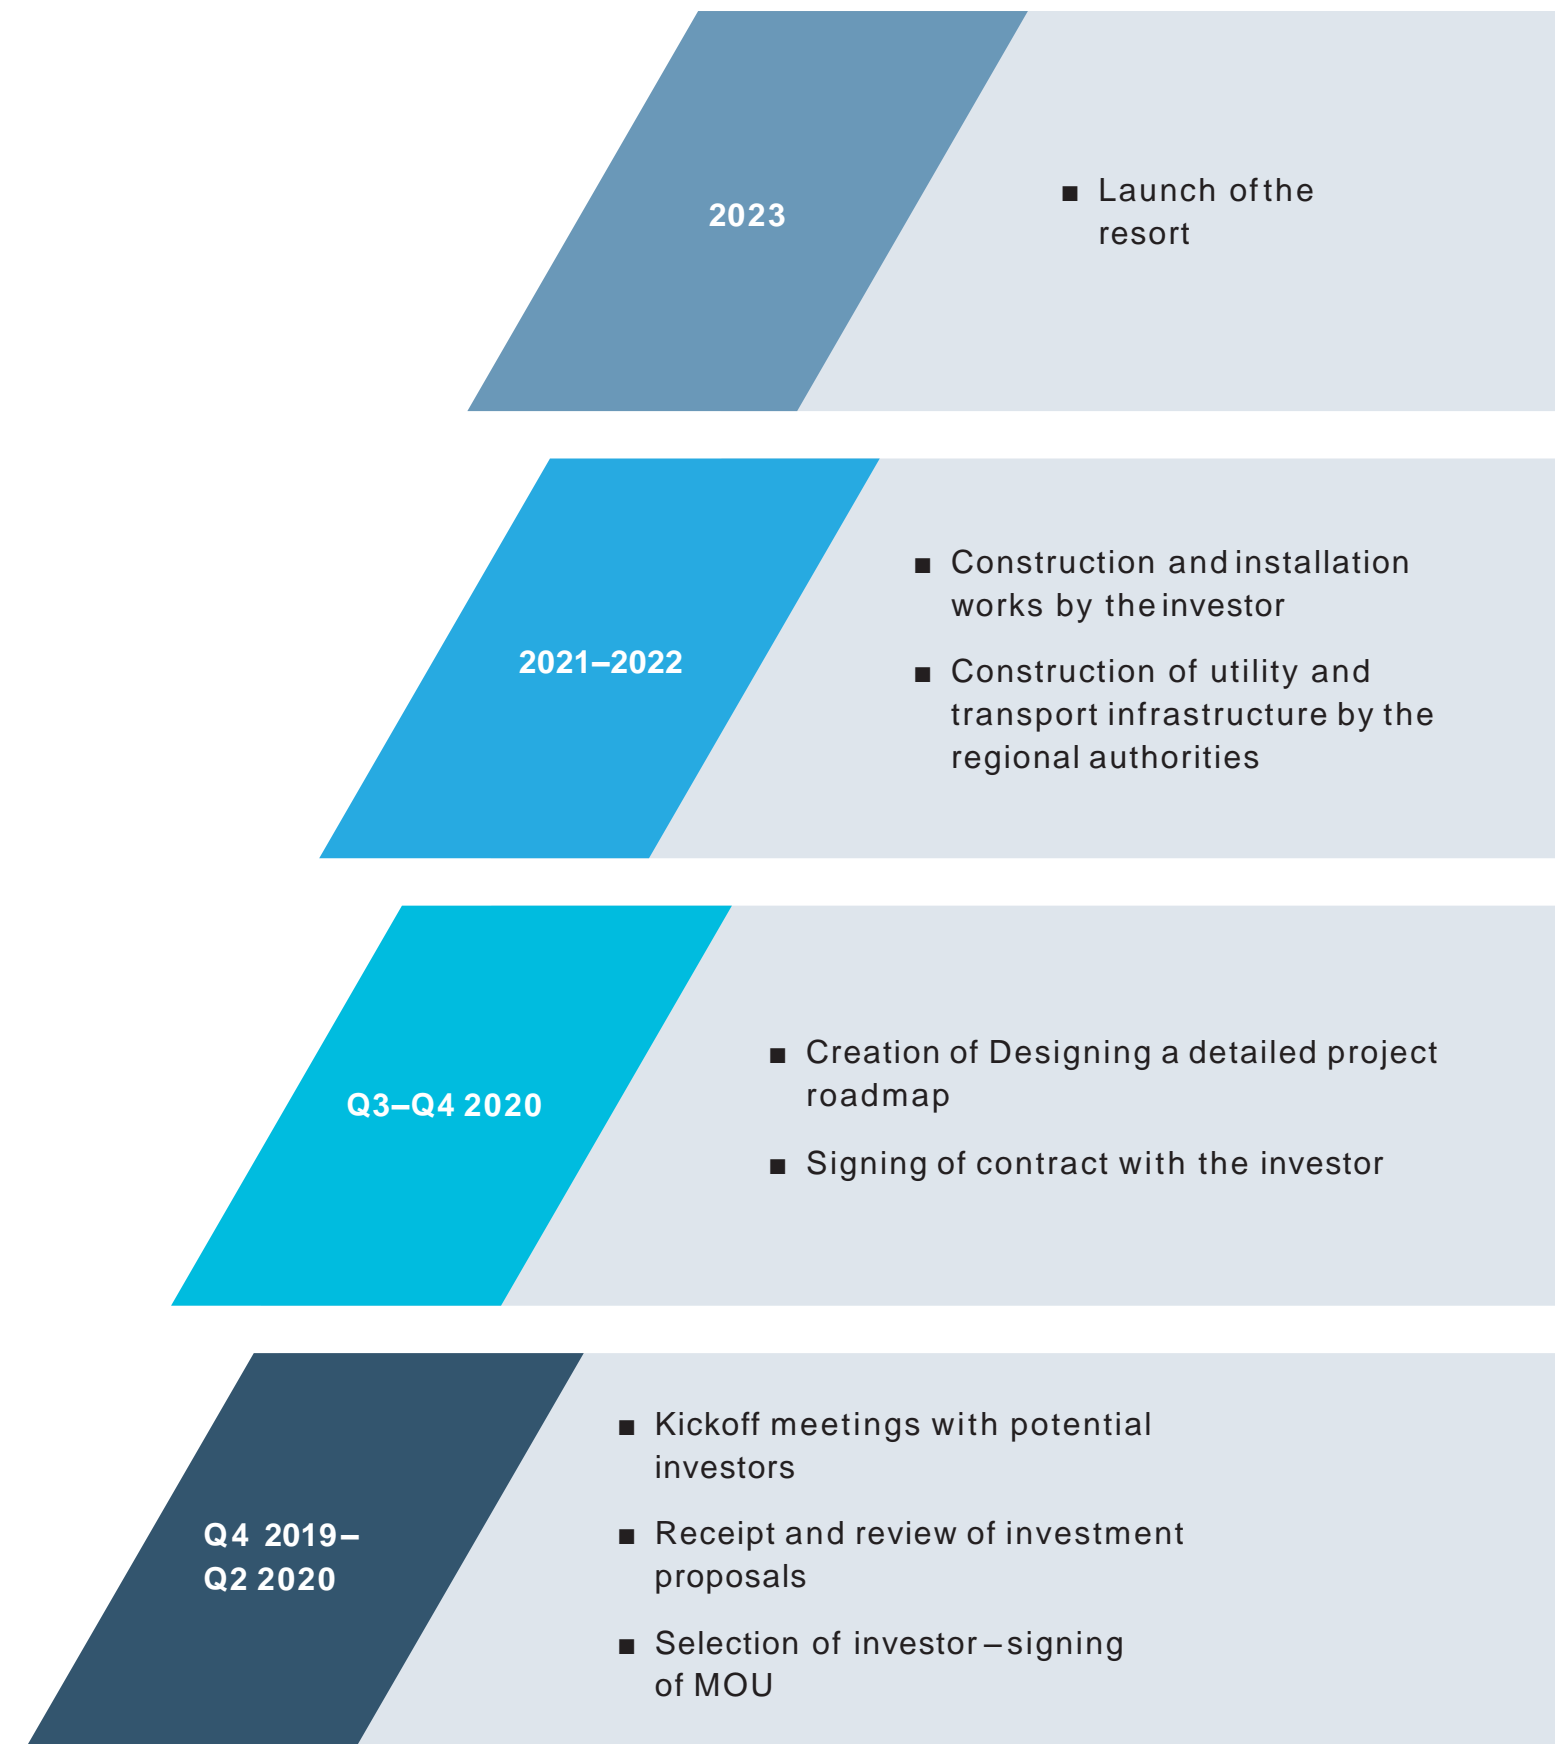 2023
■ Launch of the
resort
2021–2022
■ Construction and installation
works by the investor
■ Construction of utility and
transport infrastructure by the
regional authorities
Q3–Q4 2020
■ Creation of Designing a detailed project
roadmap
■ Signing of contract with the investor
Q4 2019–
Q2 2020
■ Kickoff meetings with potential
investors
■ Receipt and review of investment
proposals
■ Selection of investor – signing
of MOU